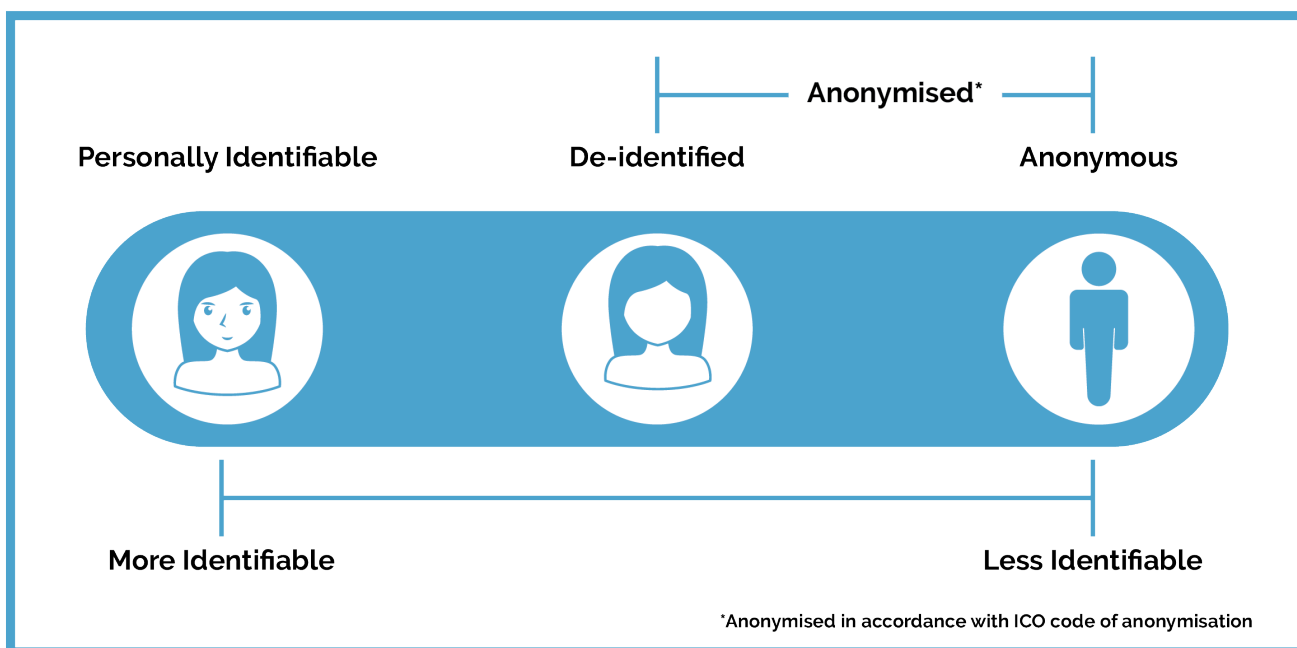 Anonymised*
Personally Identifiable
De-identified
Anonymous
More Identifiable
Less Identifiable
*Anonymised in accordance with ICO code of anonymisation